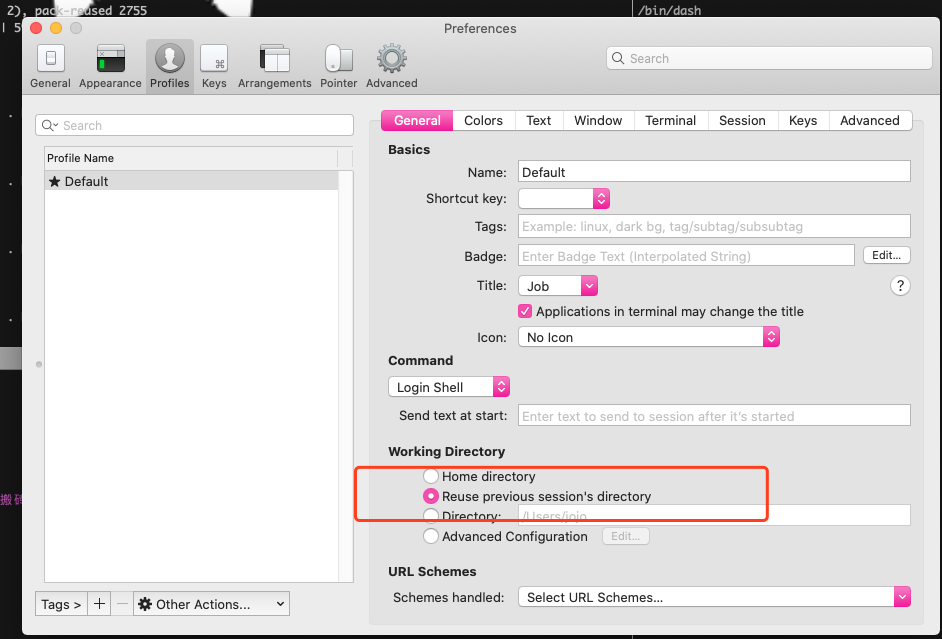 2), pack-reused 2755
/bin/dash
Preferences
General Appearance Profiles Keys Arrangements Pointer Advanced
Search
Search
Profile Name
★ Default
Tags >
Other Actions...
General Colors Text Window Terminal Session Keys Advanced
Basics
Name: Default
Shortcut key:
Tags: Example: linux, dark bg, tag/subtag/subsubtag
Badge: Enter Badge Text (Interpolated String) Edit...
Title: Job ?
Applications in terminal may change the title
Icon: No Icon
Command
Login Shell
Send text at start: Enter text to send to session after it's started
Working Directory
Home directory
Reuse previous session's directory
Directory: /Users/jojo
Advanced Configuration Edit...
URL Schemes
Schemes handled: Select URL Schemes...
搬砖